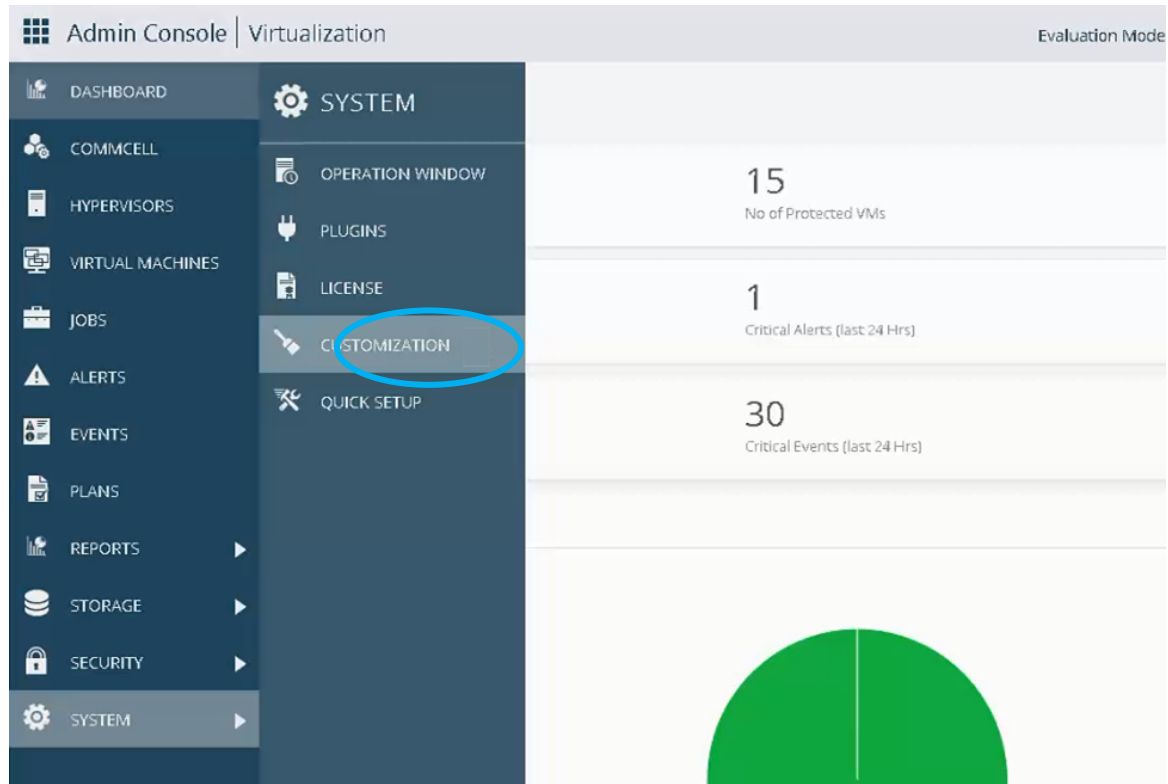 Admin Console | Virtualization
Evaluation Mode
DASHBOARD
COMMCELL
HYPERVISORS
VIRTUAL MACHINES
JOBS
ALERTS
EVENTS
PLANS
REPORTS
STORAGE
SECURITY
SYSTEM
SYSTEM
OPERATION WINDOW
PLUGINS
LICENSE
CUSTOMIZATION
QUICK SETUP
15
No of Protected VMs
1
Critical Alerts (last 24 Hrs)
30
Critical Events (last 24 Hrs)